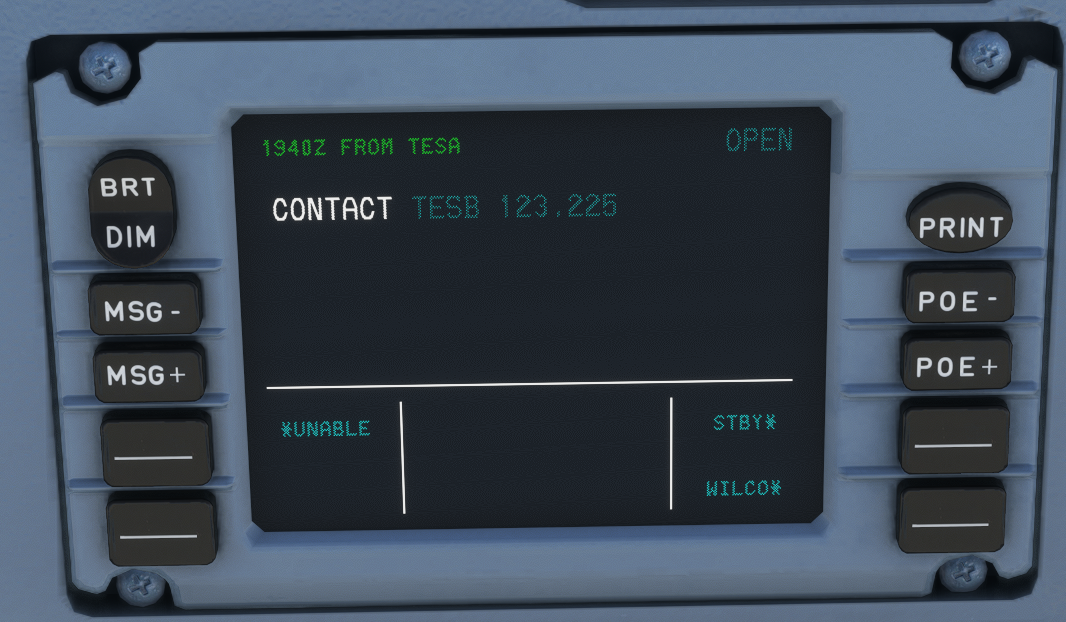 1940Z FROM TESA OPEN
BRT
DIM
CONTACT TESB 123.225
PRINT
MSG -
POE -
MSG+
POE+
*UNABLE STBY*
WILCO*